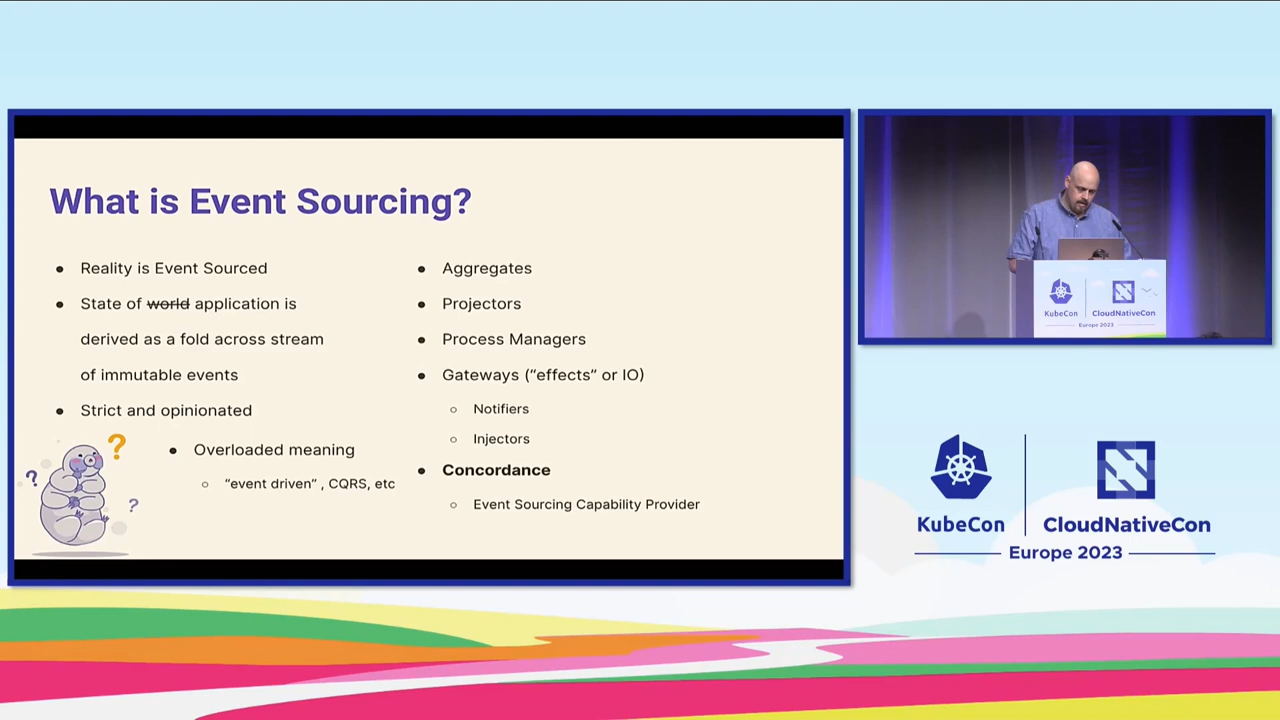 What is Event Sourcing?
Reality is Event Sourced
State of world application is
derived as a fold across stream
of immutable events
Strict and opinionated
Overloaded meaning
“event driven” , CQRS, etc
Aggregates
Projectors
Process Managers
Gateways (“effects” or IO)
Notifiers
Injectors
Concordance
Event Sourcing Capability Provider
?
?
?
KubeCon
CloudNativeCon
Europe 2023
KubeCon
CloudNativeCon
Europe 2023